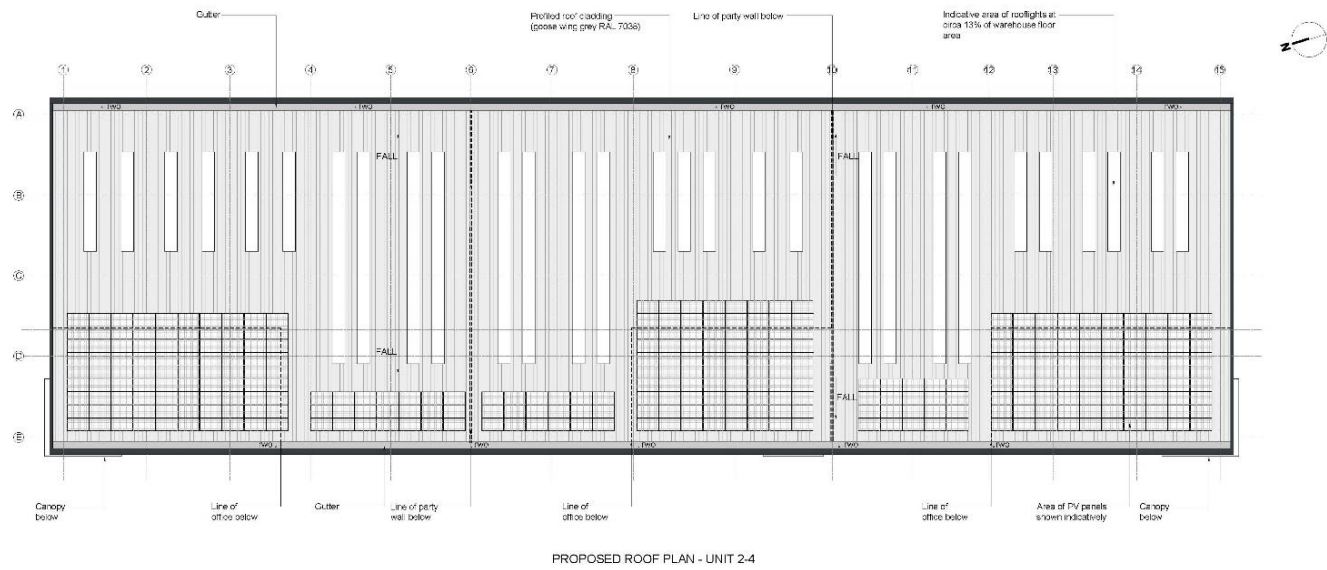 Gutter
Profiled roof cladding
(goose wing grey RAL 7038)
Line of party wall below
Indicative area of rooflights at
circa 13% of warehouse floor
area
N
1 2 3 4 5 6 7 8 9 10 11 12 13 14 15
TWO TWO TWO TWO TWO
A
FALL FALL
B
C
D
FALL
FALL
E
TWO TWO TWO TWO TWO
Canopy
below
Line of
office below
Gutter
Line of party
wall below
Line of
office below
Line of
office below
Area of PV panels
shown indicatively
Canopy
below
PROPOSED ROOF PLAN - UNIT 2-4